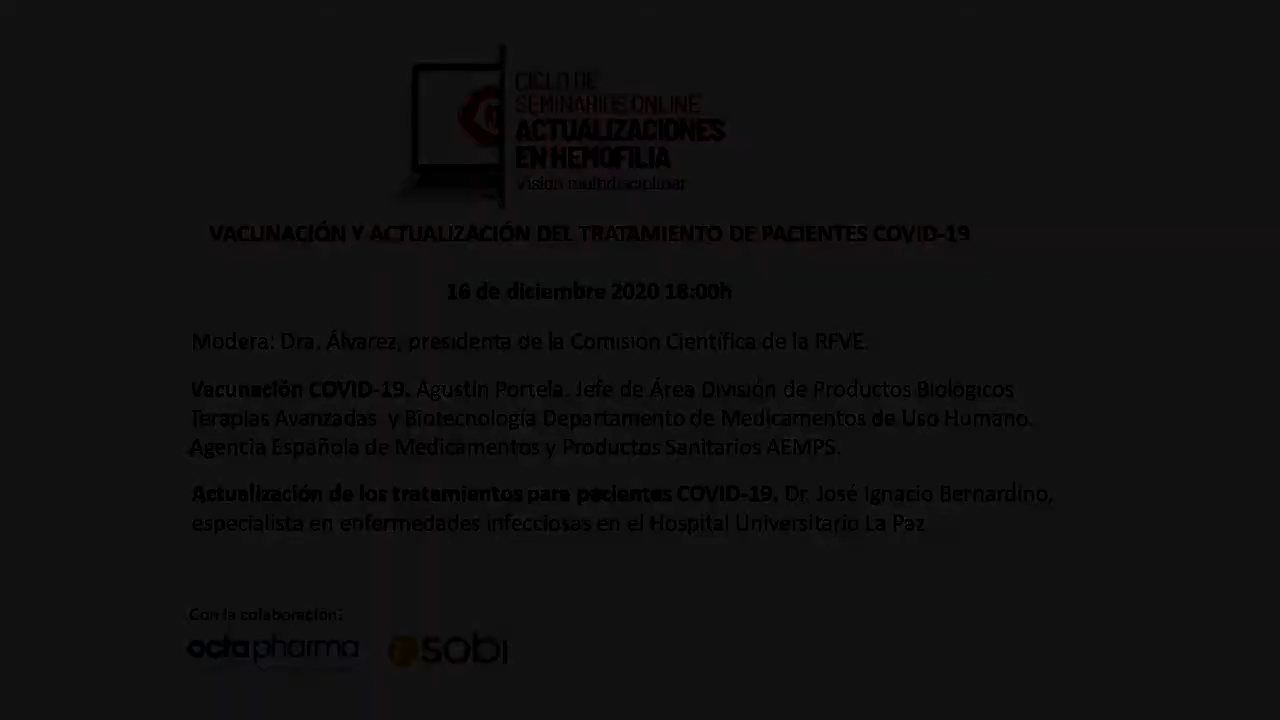 CICLO DE
SEMINARIOS ONLINE
ACTUALIZACIONES
EN HEMOFILIA
Visión multidisciplinar
VACUNACIÓN Y ACTUALIZACIÓN DEL TRATAMIENTO DE PACIENTES COVID-19
16 de diciembre 2020 18:00h
Modera: Dra. Álvarez, presidenta de la Comisión Científica de la RFVE.
Vacunación COVID-19. Agustín Portela. Jefe de Área División de Productos Biológicos
Terapias Avanzadas y Biotecnología Departamento de Medicamentos de Uso Humano.
Agencia Española de Medicamentos y Productos Sanitarios AEMPS.
Actualización de los tratamientos para pacientes COVID-19. Dr. José Ignacio Bernardino,
especialista en enfermedades infecciosas en el Hospital Universitario La Paz
Con la colaboración:
octapharma sobi